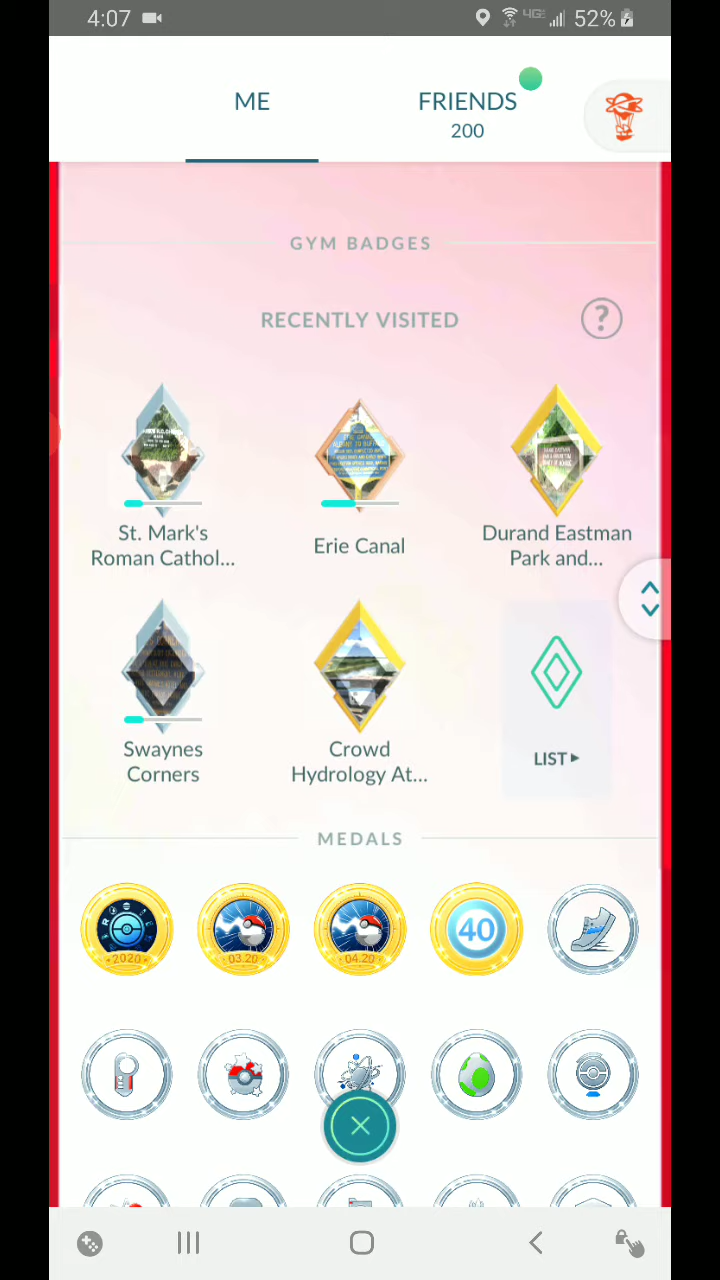 4:07
4G
52%
ME
FRIENDS
200
GYM BADGES
RECENTLY VISITED
?
St. Mark's
Roman Cathol...
Erie Canal
Durand Eastman
Park and...
Swaynes
Corners
Crowd
Hydrology At...
LIST
MEDALS
2020
03.20
04.20
40